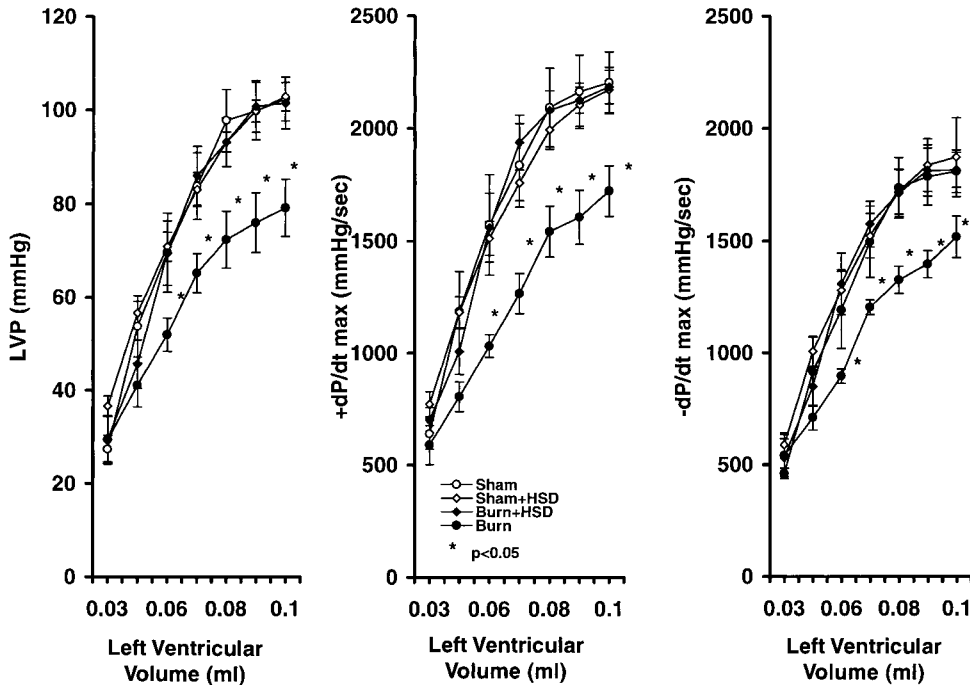 LVP (mmHg)
120
100
80
60
40
20
0
* * * * *
0.03 0.06 0.08 0.1
Left Ventricular
Volume (ml)
+dP/dt max (mmHg/sec)
2500
2000
1500
1000
500
0
* * * * *
Sham
Sham+HSD
Burn+HSD
Burn
* p<0.05
0.03 0.06 0.08 0.1
Left Ventricular
Volume (ml)
-dP/dt max (mmHg/sec)
2500
2000
1500
1000
500
0
* * * * *
0.03 0.06 0.08 0.1
Left Ventricular
Volume (ml)